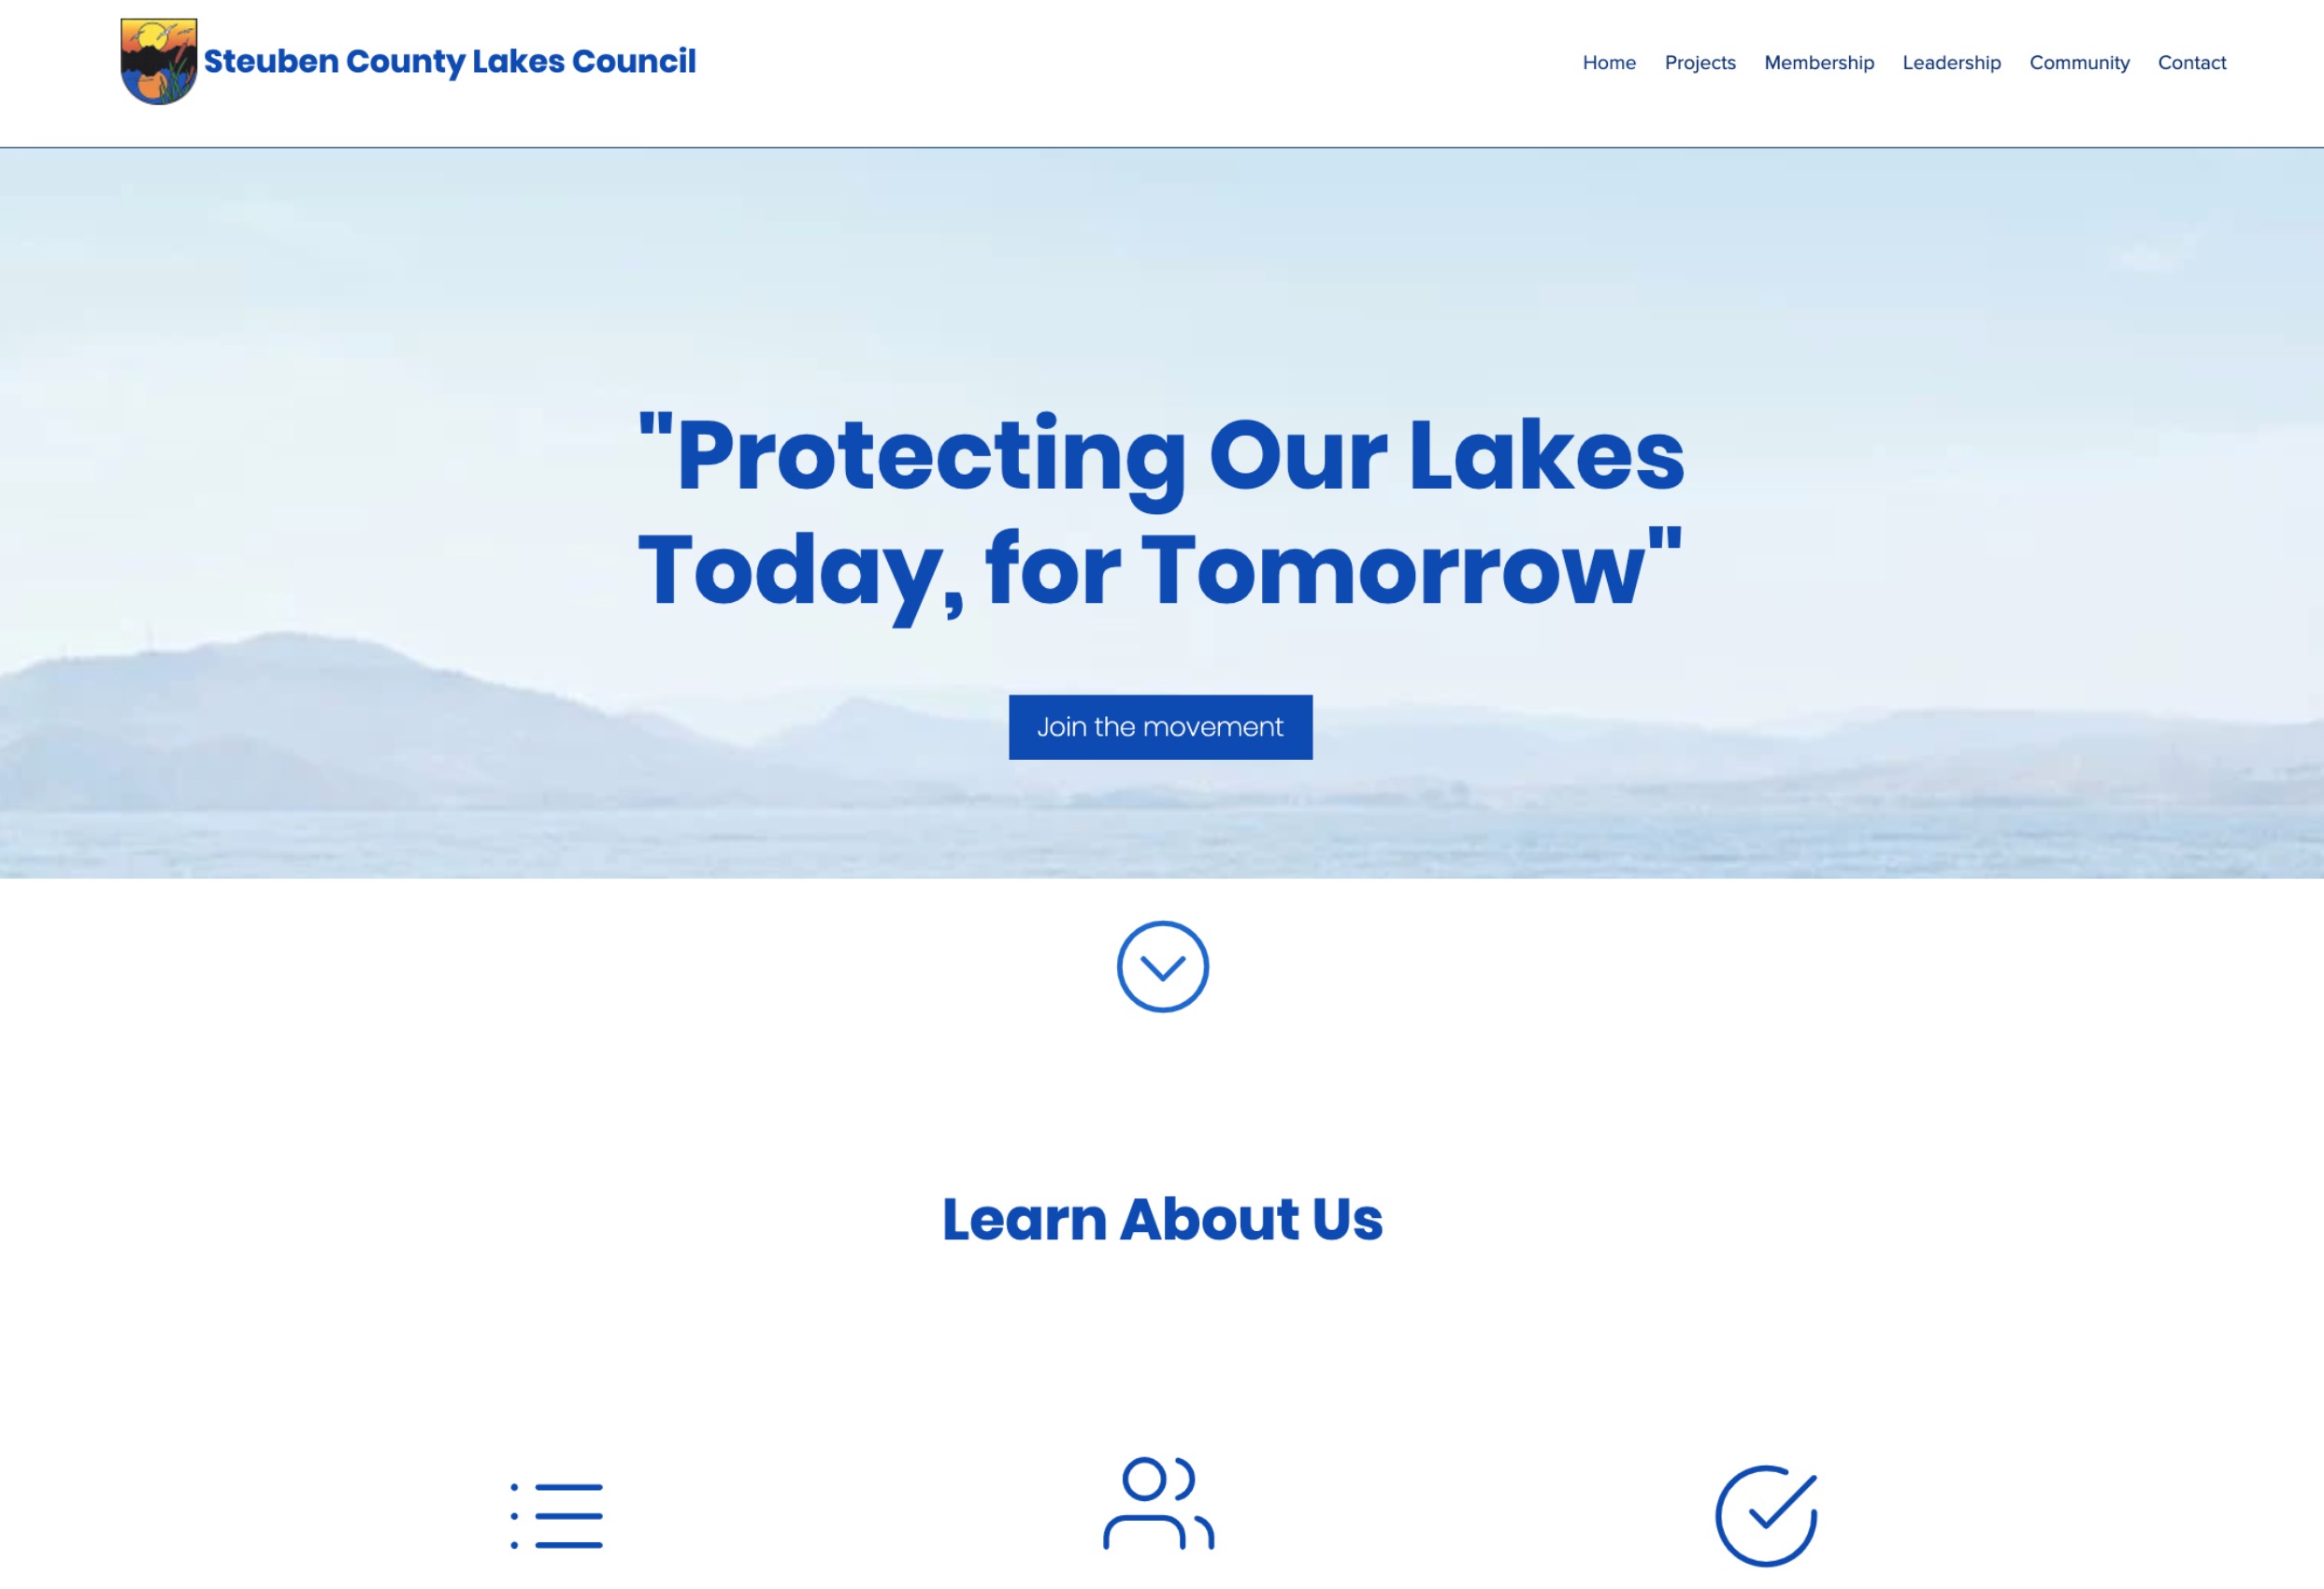 Steuben County Lakes Council
Home Projects Membership Leadership Community Contact
"Protecting Our Lakes
Today, for Tomorrow"
Join the movement
Learn About Us